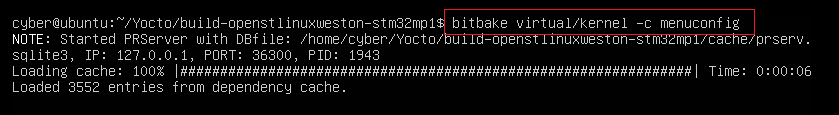 cyber@ubuntu:~/Yocto/build-openstlinuxweston-stm32mp1$ bitbake virtual/kernel -c menuconfig
NOTE: Started PRServer with DBfile: /home/cyber/Yocto/build-openstlinuxweston-stm32mp1/cache/prserv.
sqlite3, IP: 127.0.0.1, PORT: 36300, PID: 1943
Loading cache: 100% |###########################################################################| Time: 0:00:06
Loaded 3552 entries from dependency cache.